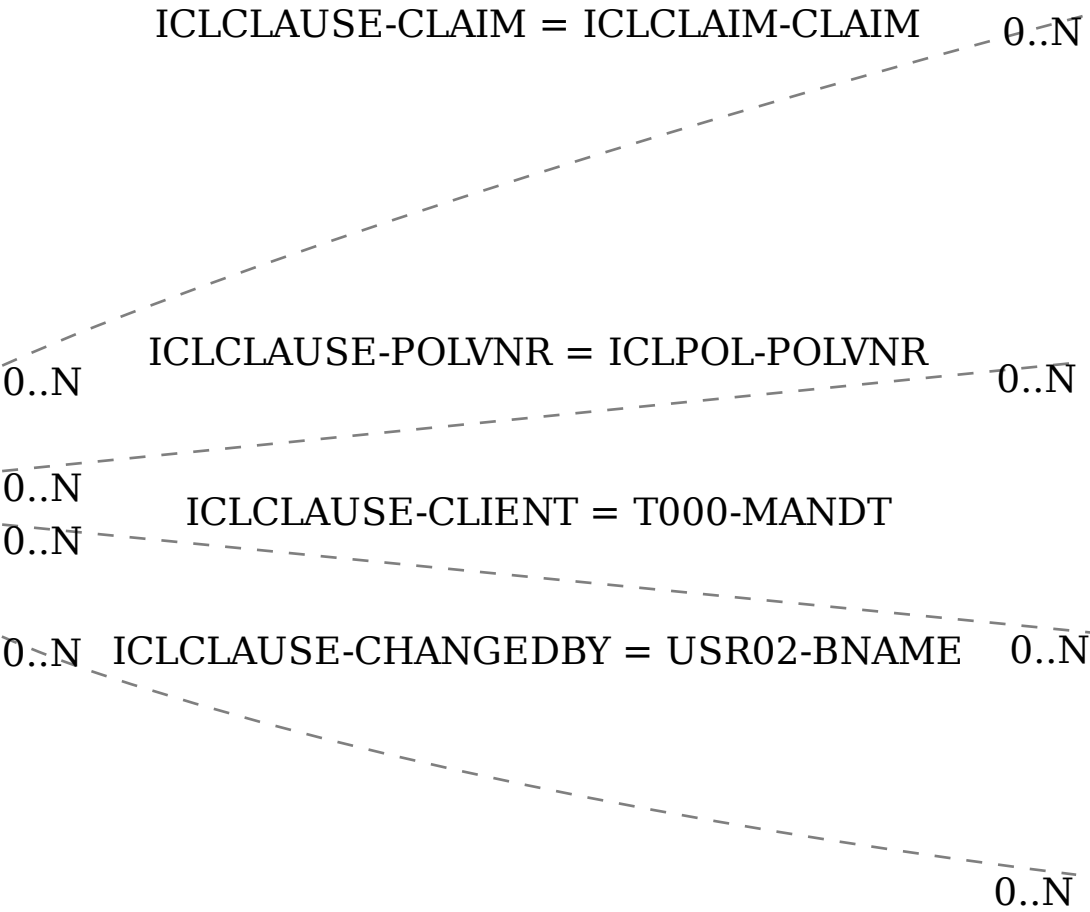 ICLCLAUSE-CLAIM = ICLCLAIM-CLAIM
0..N
0..N
ICLCLAUSE-POLVNR = ICLPOL-POLVNR
0..N
0..N
ICLCLAUSE-CLIENT = T000-MANDT
0..N
0..N
0..N
ICLCLAUSE-CHANGEDBY = USR02-BNAME
0..N